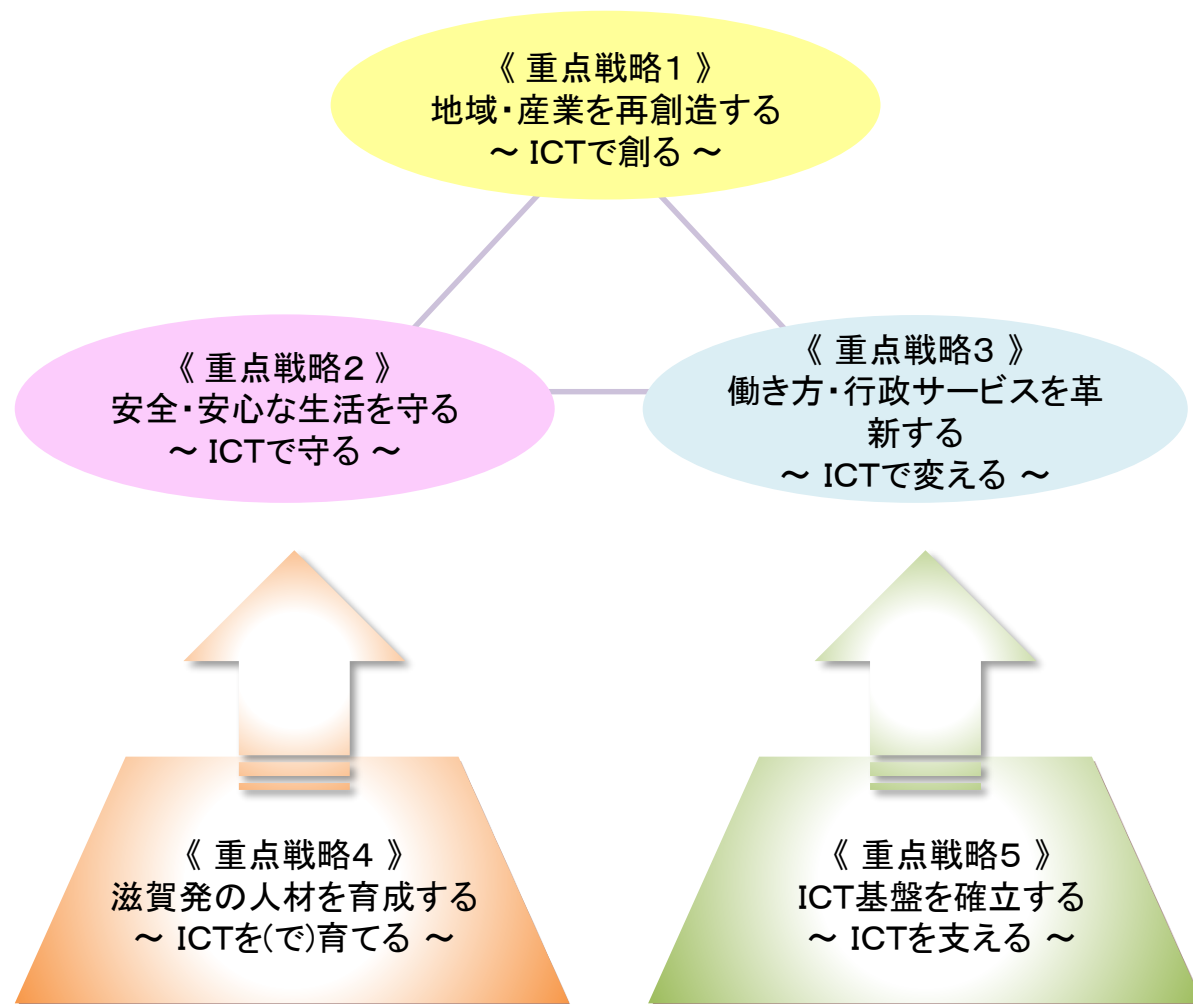 《 重点戦略１ 》
地域・産業を再創造する
～ ICTで創る ～
《 重点戦略２ 》
安全・安心な生活を守る
～ ICTで守る ～
《 重点戦略３ 》
働き方・行政サービスを革
新する
～ ICTで変える ～
《 重点戦略４ 》
滋賀発の人材を育成する
～ ICTを(で)育てる ～
《 重点戦略５ 》
ICT基盤を確立する
～ ICTを支える ～